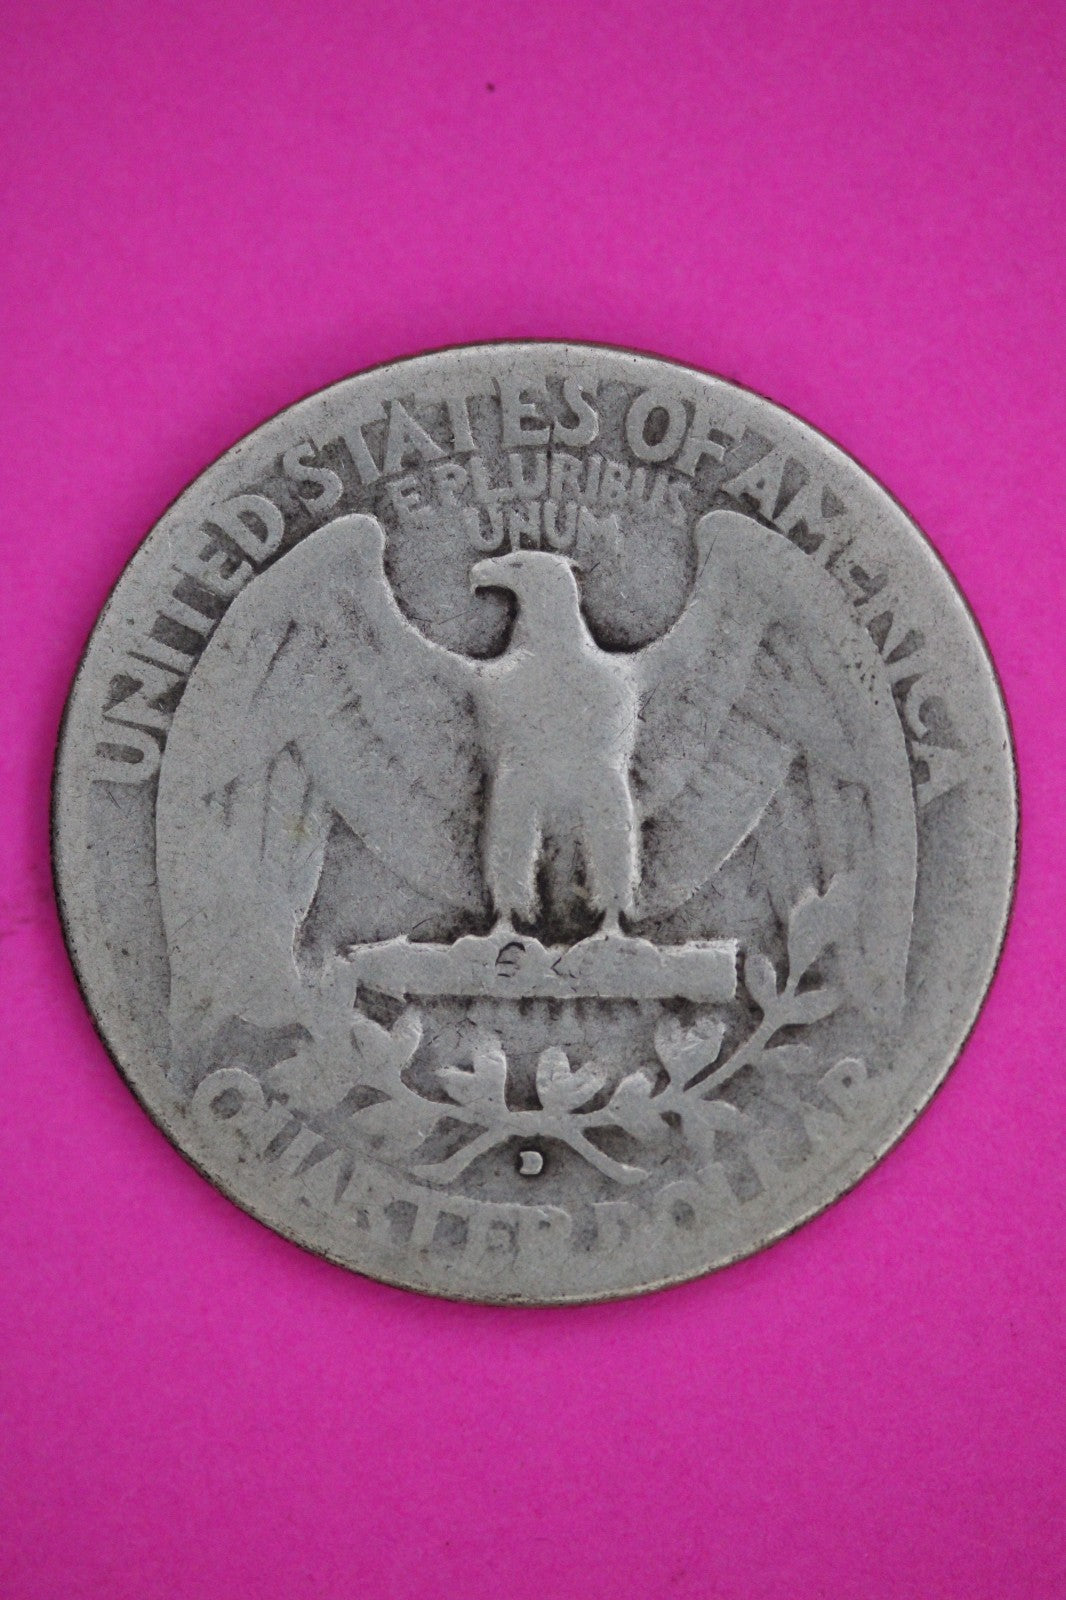 UNITED STATES OF AMERICA
E PLURIBUS
UNUM
D
QUARTER DOLLAR